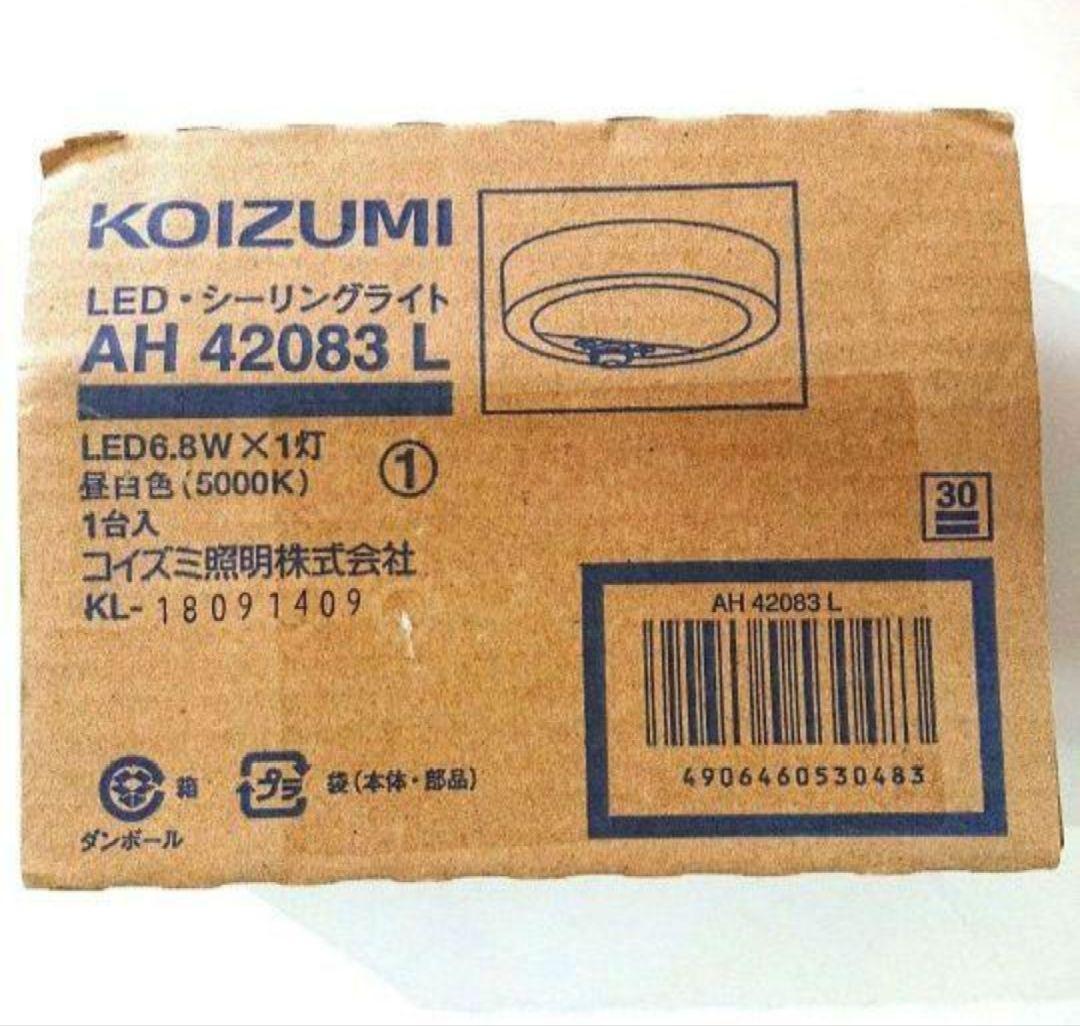 KOIZUMI
LED・シーリングライト
AH 42083 L
LED6.8W×1灯
昼白色(5000K)
①
1台入
コイズミ照明株式会社
KL-18091409
30
AH 42083 L
4906460530483
箱
プラ
袋(本体・部品)
ダンボール